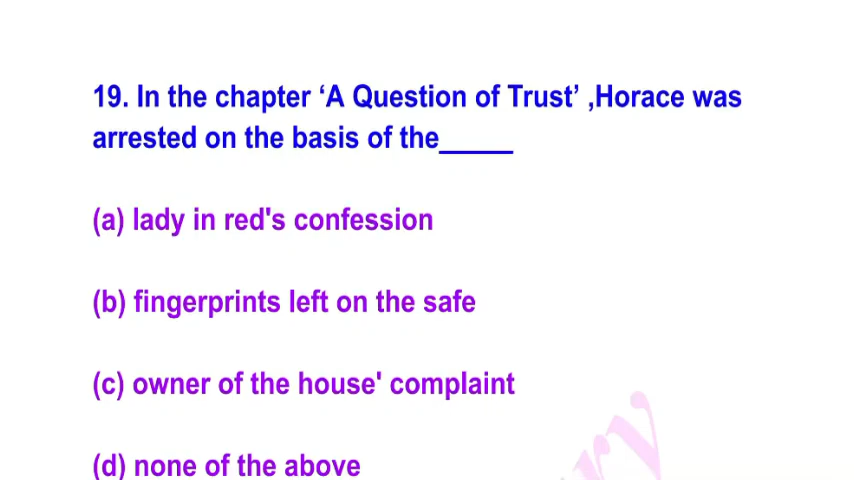 19. In the chapter ‘A Question of Trust’ ,Horace was
arrested on the basis of the_____
(a) lady in red's confession
(b) fingerprints left on the safe
(c) owner of the house' complaint
(d) none of the above